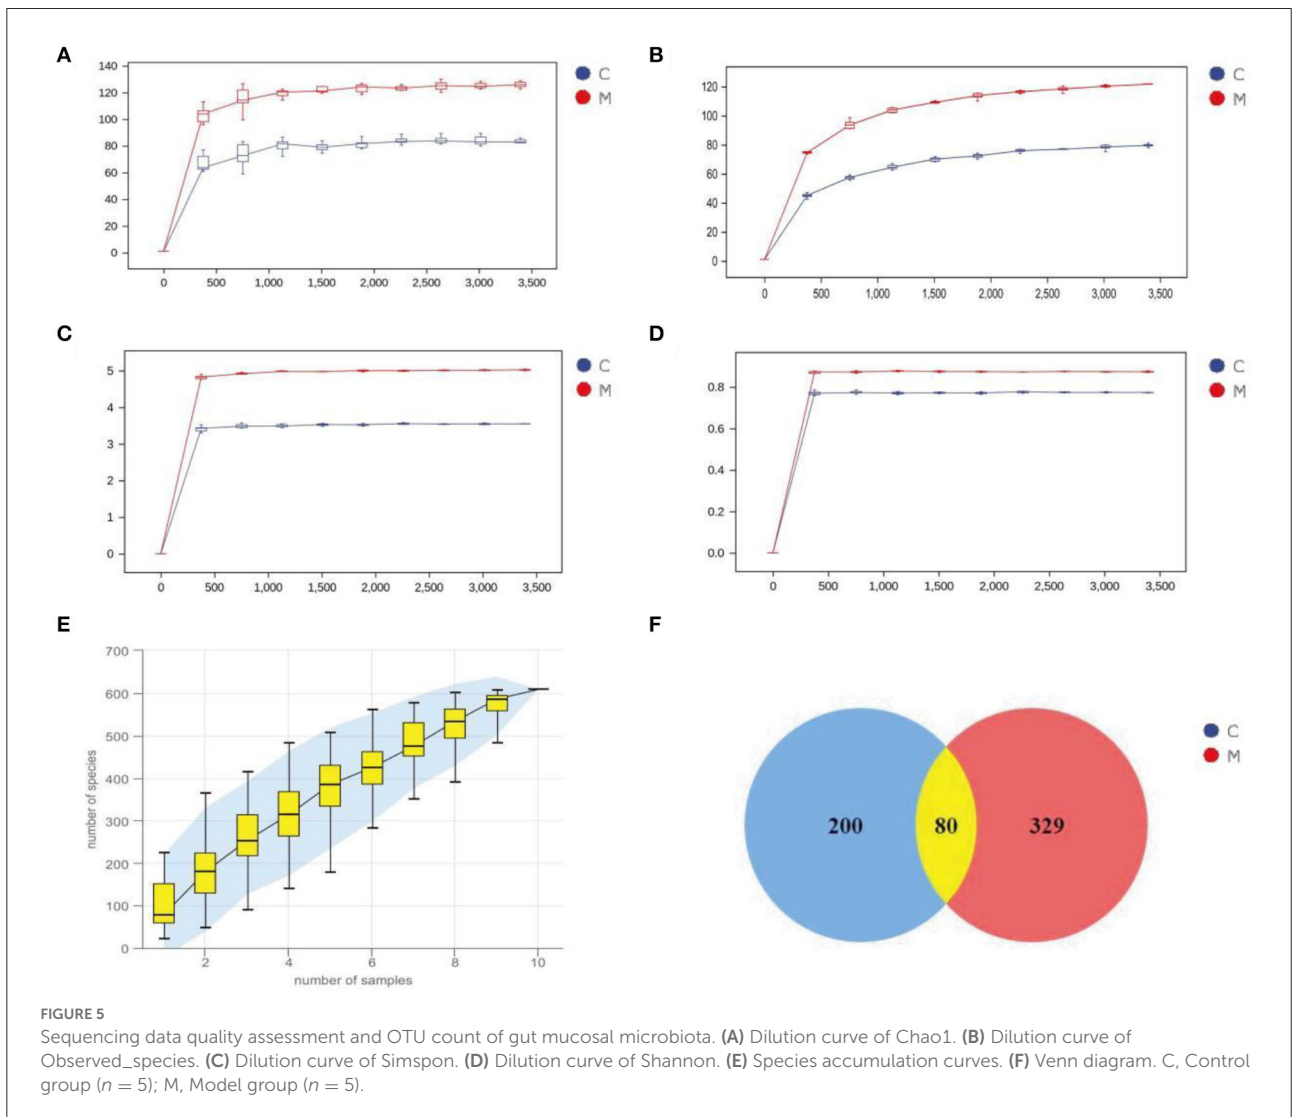 A
140
120
100
80
60
40
20
0
0 500 1,000 1,500 2,000 2,500 3,000 3,500
C
M
B
120
100
80
60
40
20
0
0 500 1,000 1,500 2,000 2,500 3,000 3,500
C
M
C
5
4
3
2
1
0
0 500 1,000 1,500 2,000 2,500 3,000 3,500
C
M
D
0.8
0.6
0.4
0.2
0.0
0 500 1,000 1,500 2,000 2,500 3,000 3,500
C
M
E
number of species
700
600
500
400
300
200
100
0
2 4 6 8 10
number of samples
F
200 80 329
C
M
FIGURE 5
Sequencing data quality assessment and OTU count of gut mucosal microbiota. (A) Dilution curve of Chao1. (B) Dilution curve of
Observed_species. (C) Dilution curve of Simspon. (D) Dilution curve of Shannon. (E) Species accumulation curves. (F) Venn diagram. C, Control
group (n = 5); M, Model group (n = 5).